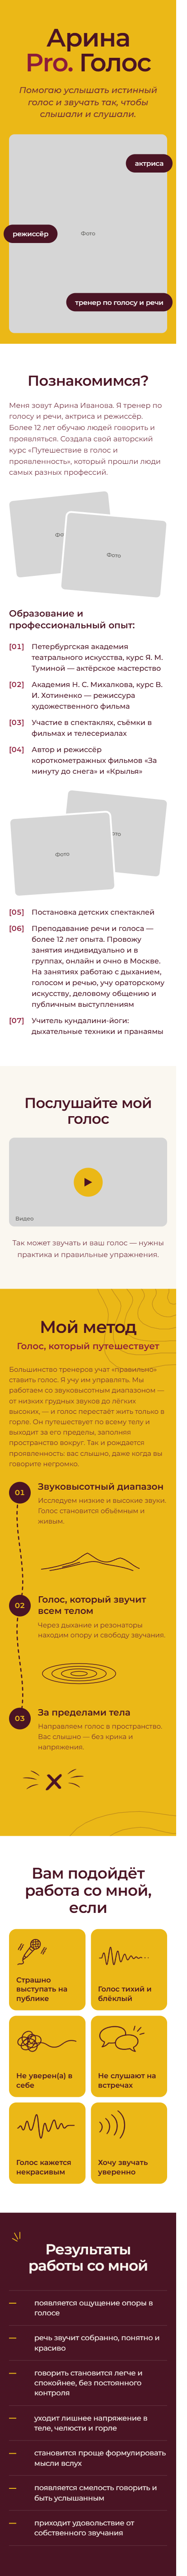 Арина
Pro. Голос
Помогаю услышать истинный
голос и звучать так, чтобы
слышали и слушали.
актриса
режиссёр
Фото
тренер по голосу и речи
Познакомимся?
Меня зовут Арина Иванова. Я тренер по
голосу и речи, актриса и режиссёр.
Более 12 лет обучаю людей говорить и
проявляться. Создала свой авторский
курс «Путешествие в голос и
проявленность», который прошли люди
самых разных профессий.
Фото
Образование и
профессиональный опыт:
[01] Петербургская академия
театрального искусства, курс Я. М.
Туминой — актёрское мастерство
[02] Академия Н. С. Михалкова, курс В.
И. Хотиненко — режиссура
художественного фильма
[03] Участие в спектаклях, съёмки в
фильмах и телесериалах
[04] Автор и режиссёр
короткометражных фильмов «За
минуту до снега» и «Крылья»
фото
[05] Постановка детских спектаклей
[06] Преподавание речи и голоса —
более 12 лет опыта. Провожу
занятия индивидуально и в
группах, онлайн и очно в Москве.
На занятиях работаю с дыханием,
голосом и речью, учу ораторскому
искусству, деловому общению и
публичным выступлениям
[07] Учитель кундалини-йоги:
дыхательные техники и пранаямы
Послушайте мой
голос
Видео
Так может звучать и ваш голос — нужны
практика и правильные упражнения.
Мой метод
Голос, который путешествует
Большинство тренеров учат «правильно»
ставить голос. Я учу им управлять. Мы
работаем со звуковысотным диапазоном —
от низких грудных звуков до лёгких
высоких, — и голос перестаёт жить только в
горле. Он путешествует по всему телу и
выходит за его пределы, заполняя
пространство вокруг. Так и рождается
проявленность: вас слышно, даже когда вы
говорите негромко.
01
Звуковысотный диапазон
Исследуем низкие и высокие звуки.
Голос становится объёмным и
живым.
02
Голос, который звучит
всем телом
Через дыхание и резонаторы
находим опору и свободу звучания.
03
За пределами тела
Направляем голос в пространство.
Вас слышно — без крика и
напряжения.
Вам подойдёт
работа со мной,
если
Страшно
выступать на
публике
Голос тихий и
блёклый
Не уверен(а) в
себе
Не слушают на
встречах
Голос кажется
некрасивым
Хочу звучать
уверенно
Результаты
работы со мной
— появляется ощущение опоры в
голосе
— речь звучит собранно, понятно и
красиво
— говорить становится легче и
спокойнее, без постоянного
контроля
— уходит лишнее напряжение в
теле, челюсти и горле
— становится проще формулировать
мысли вслух
— появляется смелость говорить и
быть услышанным
— приходит удовольствие от
собственного звучания